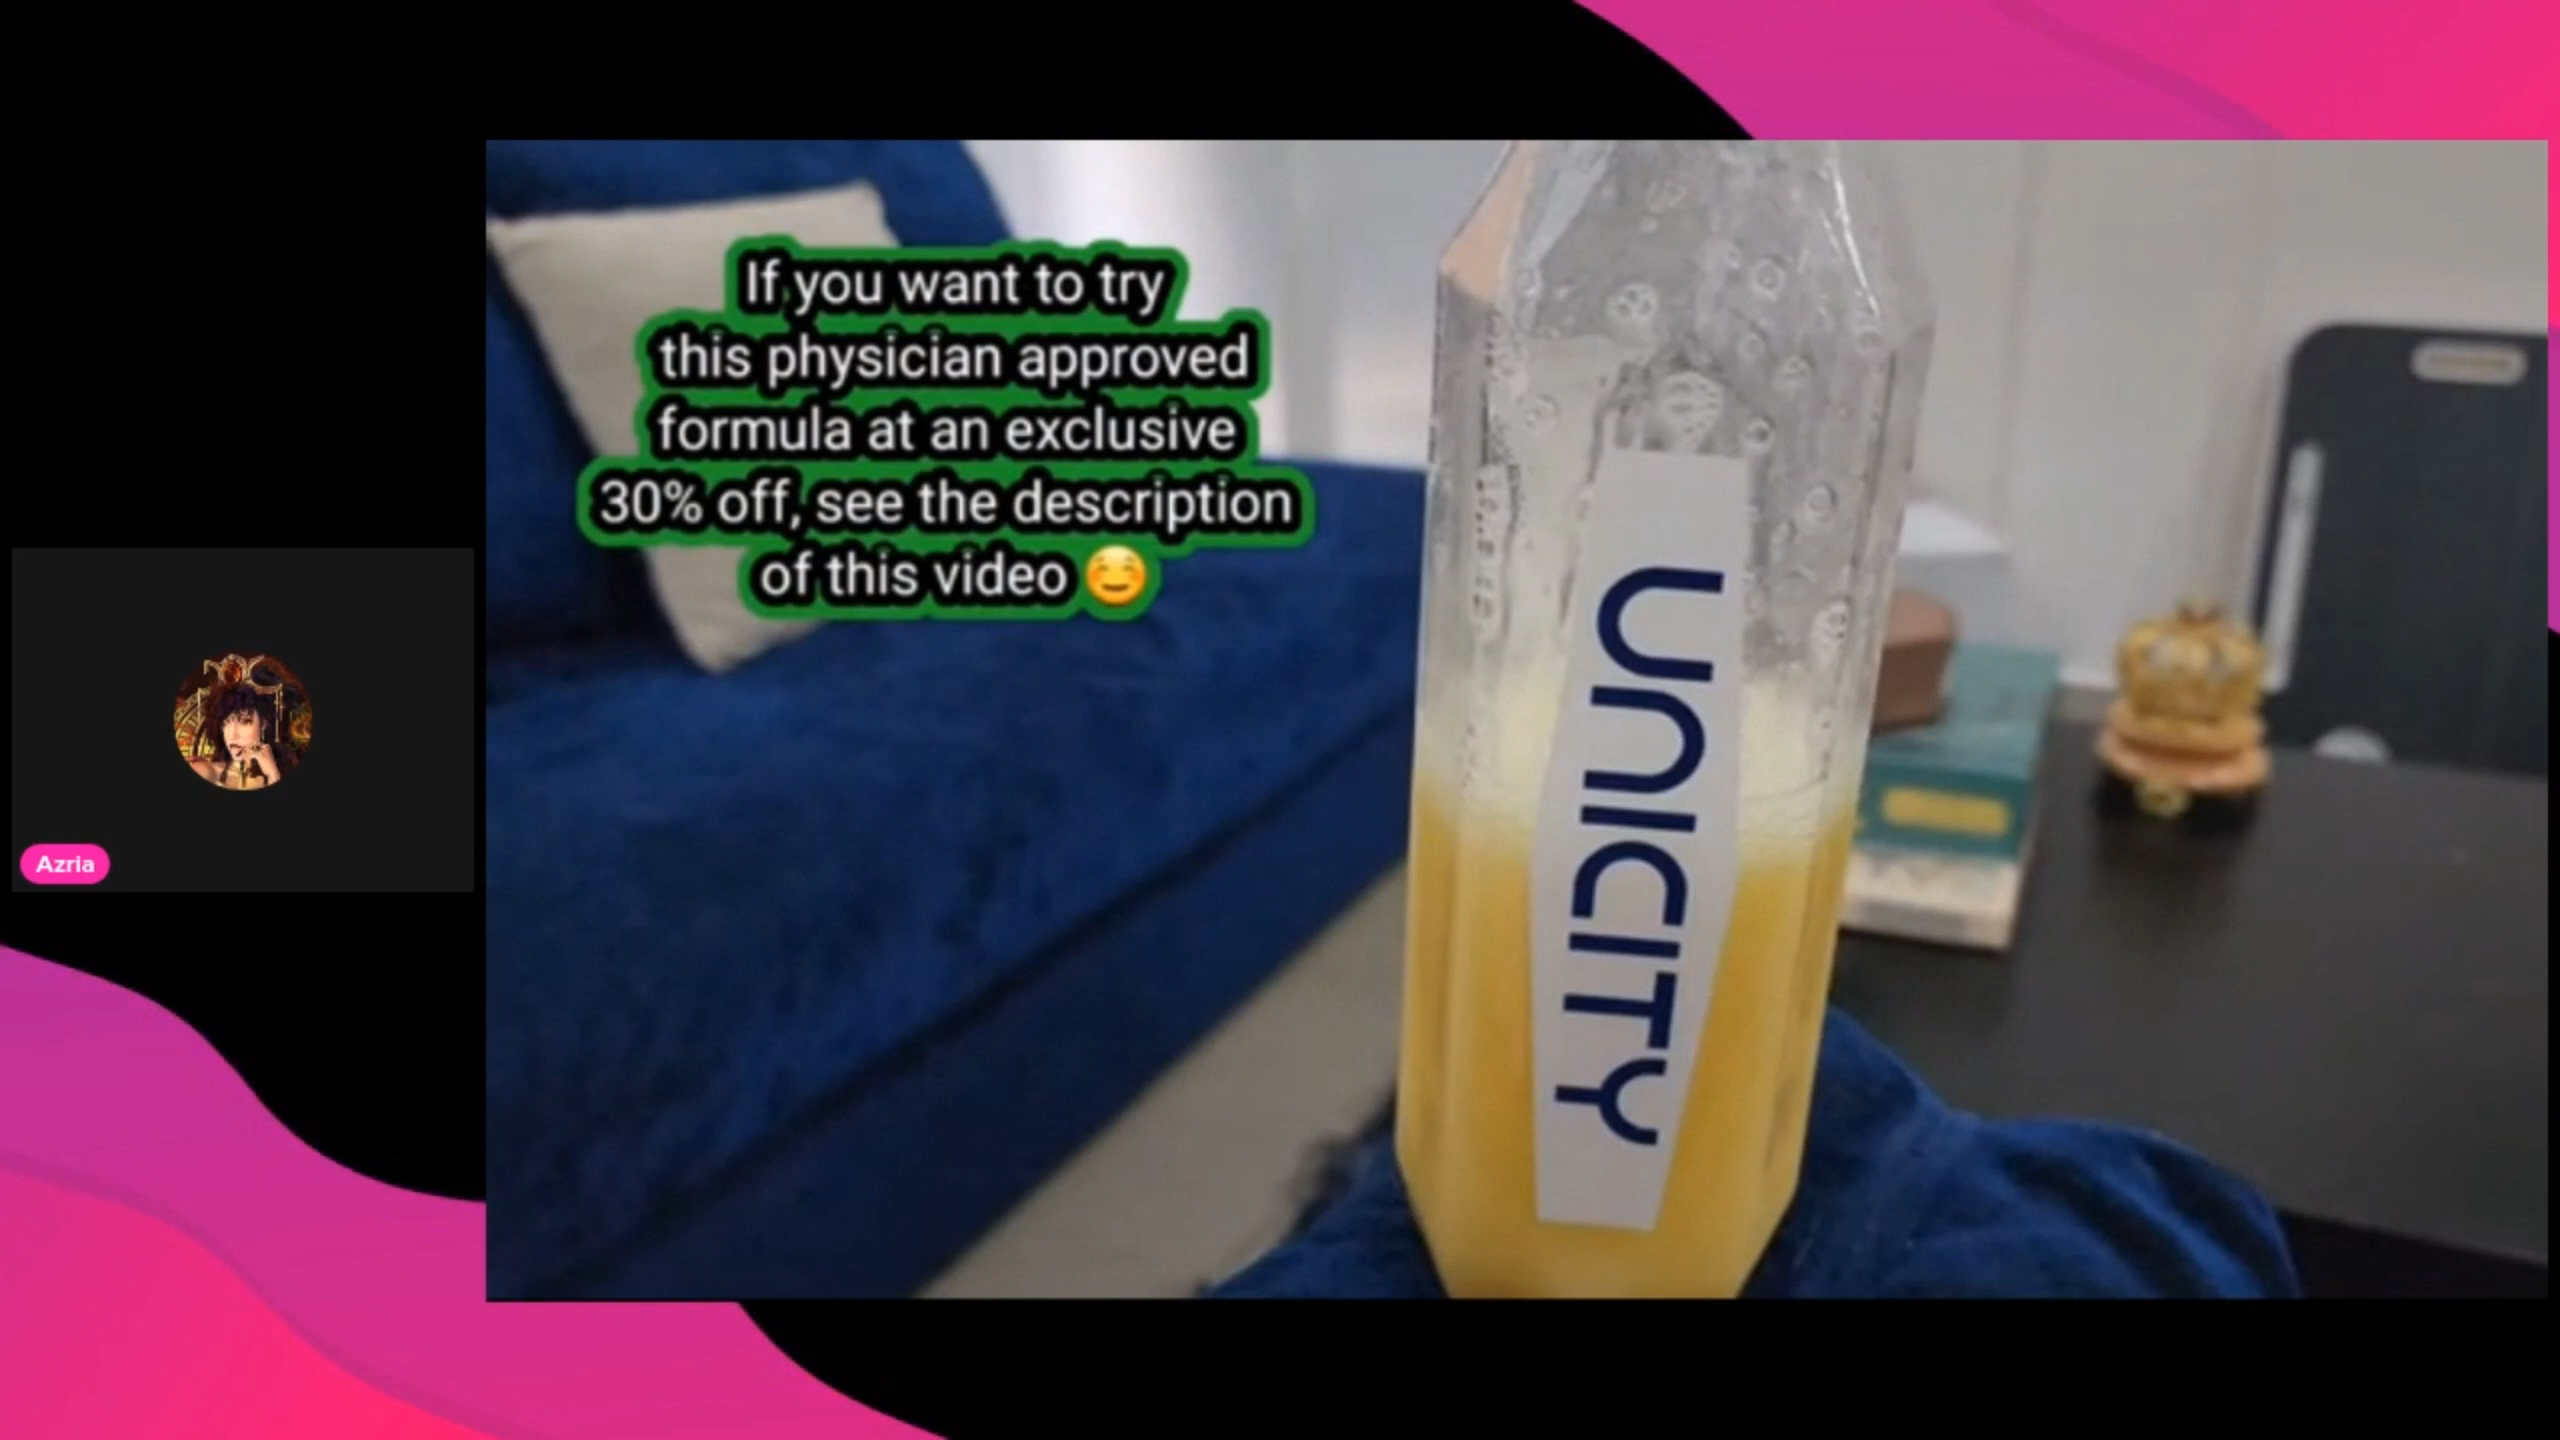 If you want to try
this physician approved
formula at an exclusive
30% off, see the description
of this video 😊
UNICITY
Azria